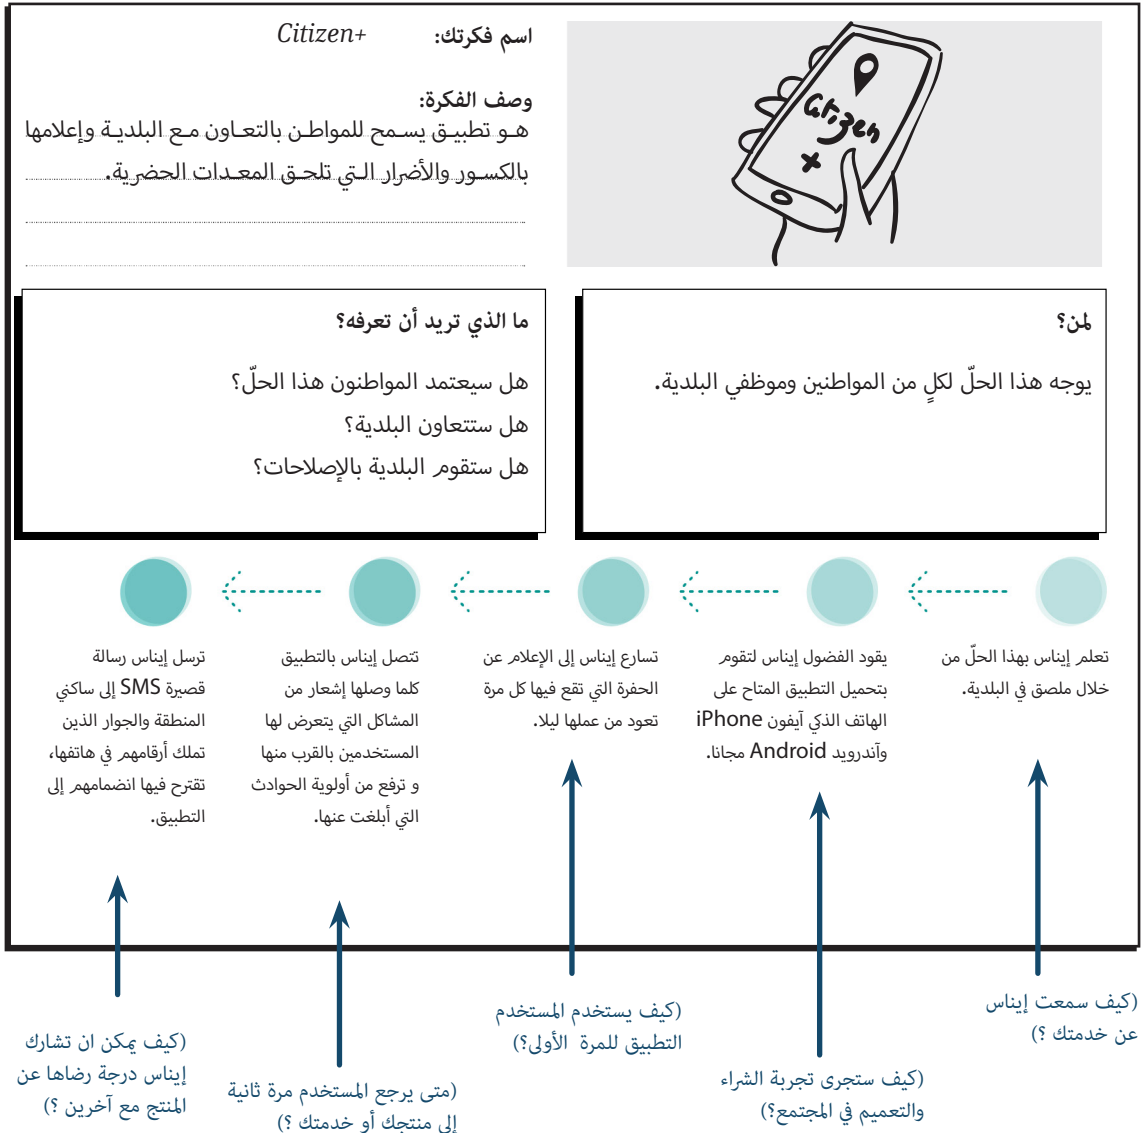 اسم فكرتك: Citizen+
وصف الفكرة:
هو تطبيق يسمح للمواطن بالتعاون مع البلدية وإعلامها
بالكسور والأضرار التي تلحق المعدات الحضرية.
Citizen
+
لمن؟
يوجه هذا الحلّ لكلٍ من المواطنين وموظفي البلدية.
ما الذي تريد أن تعرفه؟
هل سيعتمد المواطنون هذا الحلّ؟
هل ستتعاون البلدية؟
هل ستقوم البلدية بالإصلاحات؟
تعلم إيناس بهذا الحلّ من
خلال ملصق في البلدية.
يقود الفضول إيناس لتقوم
بتحميل التطبيق المتاح على
الهاتف الذكي آيفون iPhone
وآندرويد Android مجانا.
تسارع إيناس إلى الإعلام عن
الحفرة التي تقع فيها كل مرة
تعود من عملها ليلا.
تتصل إيناس بالتطبيق
كلما وصلها إشعار من
المشاكل التي يتعرض لها
المستخدمين بالقرب منها
و ترفع من أولوية الحوادث
التي أبلغت عنها.
ترسل إيناس رسالة
قصيرة SMS إلى ساكني
المنطقة والجوار الذين
تملك أرقامهم في هاتفها،
تقترح فيها انضمامهم إلى
التطبيق.
(كيف سمعت إيناس
عن خدمتك ؟)
(كيف ستجرى تجربة الشراء
والتعميم في المجتمع؟)
(كيف يستخدم المستخدم
التطبيق للمرة الأولى؟)
(متى يرجع المستخدم مرة ثانية
إلى منتجك أو خدمتك ؟)
(كيف يمكن ان تشارك
إيناس درجة رضاها عن
المنتج مع آخرين ؟)